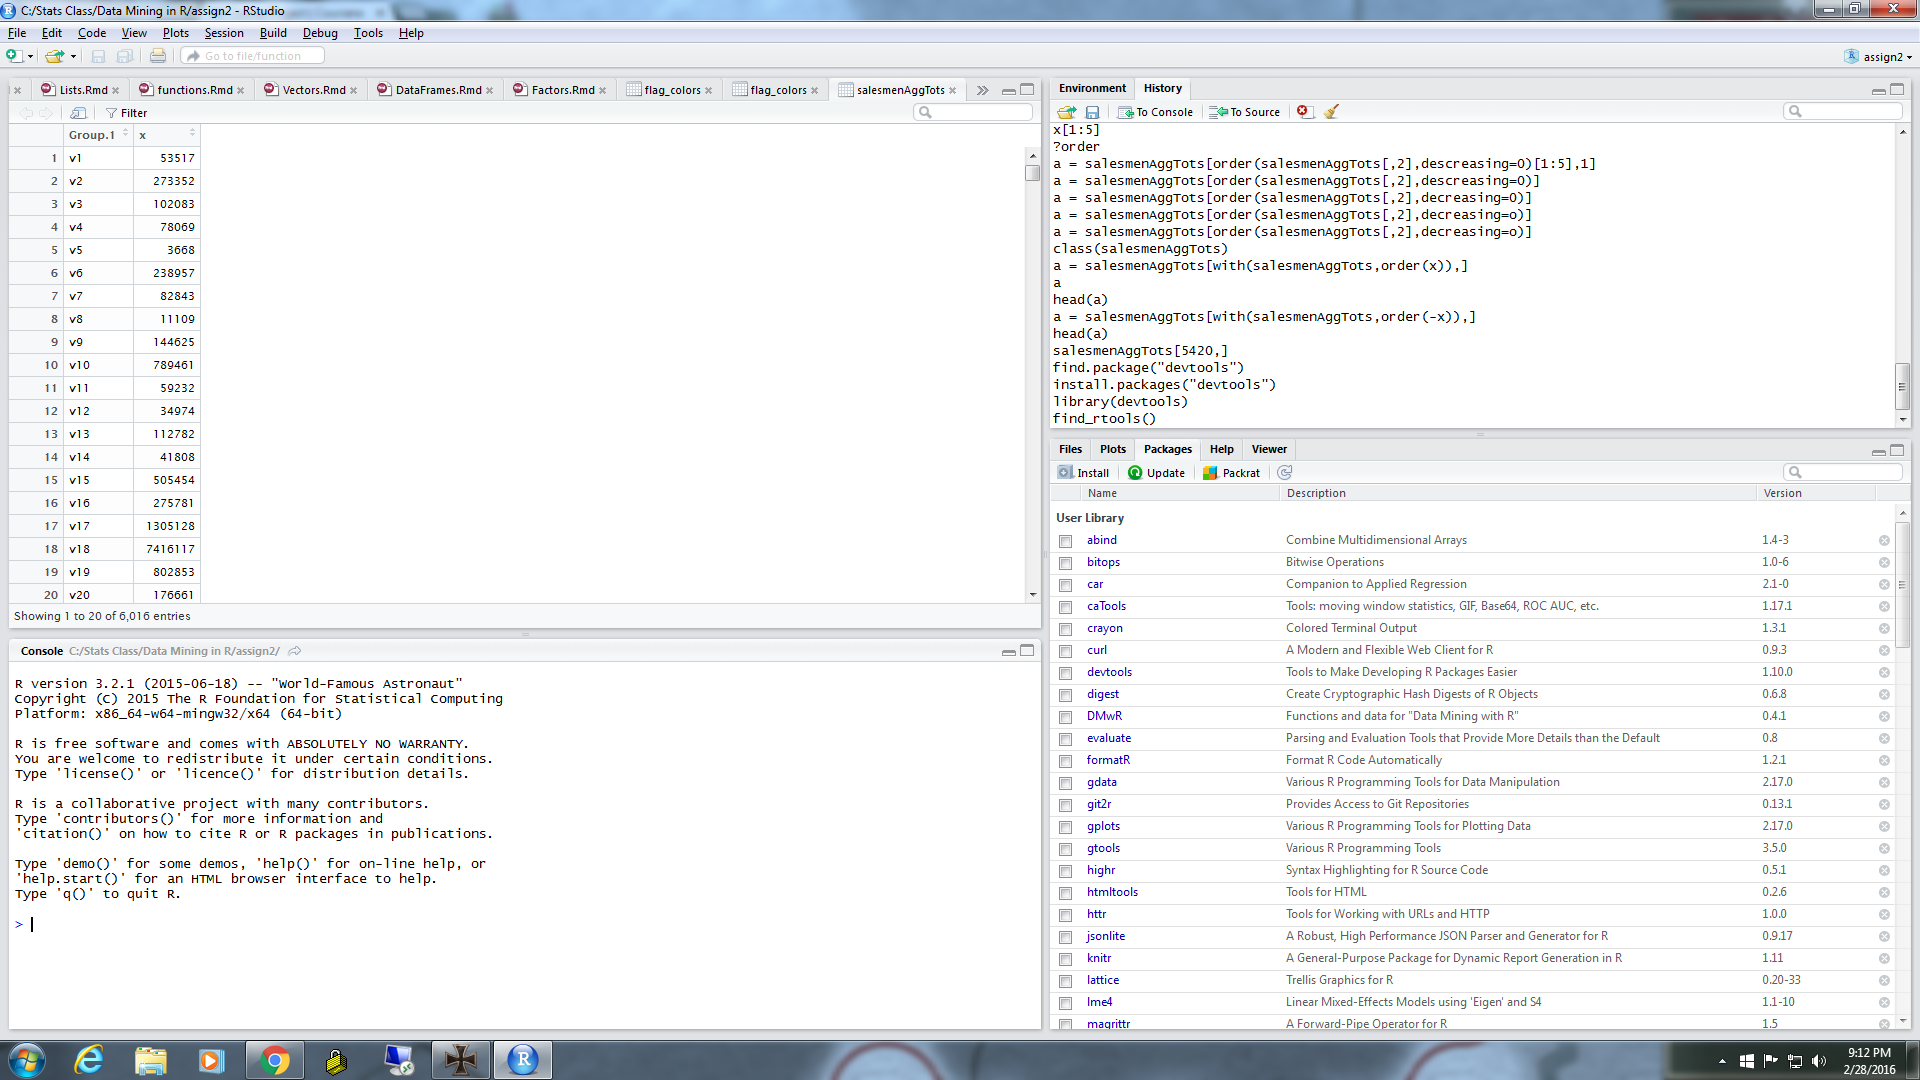 C:/Stats Class/Data Mining in R/assign2 - RStudio
File Edit Code View Plots Session Build Debug Tools Help
Go to file/function
assign2
Lists.Rmd functions.Rmd Vectors.Rmd DataFrames.Rmd Factors.Rmd flag_colors flag_colors salesmenAggTots
Filter
Group.1 x
1 v1 53517
2 v2 273352
3 v3 102083
4 v4 78069
5 v5 3668
6 v6 238957
7 v7 82843
8 v8 11109
9 v9 144625
10 v10 789461
11 v11 59232
12 v12 34974
13 v13 112782
14 v14 41808
15 v15 505454
16 v16 275781
17 v17 1305128
18 v18 7416117
19 v19 802853
20 v20 176661
Showing 1 to 20 of 6,016 entries
Console C:/Stats Class/Data Mining in R/assign2/
R version 3.2.1 (2015-06-18) -- "World-Famous Astronaut"
Copyright (C) 2015 The R Foundation for Statistical Computing
Platform: x86_64-w64-mingw32/x64 (64-bit)
R is free software and comes with ABSOLUTELY NO WARRANTY.
You are welcome to redistribute it under certain conditions.
Type 'license()' or 'licence()' for distribution details.
R is a collaborative project with many contributors.
Type 'contributors()' for more information and
'citation()' on how to cite R or R packages in publications.
Type 'demo()' for some demos, 'help()' for on-line help, or
'help.start()' for an HTML browser interface to help.
Type 'q()' to quit R.
>
Environment History
To Console To Source
x[1:5]
?order
a = salesmenAggTots[order(salesmenAggTots[,2],descreasing=0)[1:5],1]
a = salesmenAggTots[order(salesmenAggTots[,2],descreasing=0)]
a = salesmenAggTots[order(salesmenAggTots[,2],decreasing=0)]
a = salesmenAggTots[order(salesmenAggTots[,2],decreasing=o)]
a = salesmenAggTots[order(salesmenAggTots[,2],decreasing=o)]
class(salesmenAggTots)
a = salesmenAggTots[with(salesmenAggTots,order(x)),]
a
head(a)
a = salesmenAggTots[with(salesmenAggTots,order(-x)),]
head(a)
salesmenAggTots[5420,]
find.package("devtools")
install.packages("devtools")
library(devtools)
find_rtools()
Files Plots Packages Help Viewer
Install Update Packrat
Name Description Version
User Library
abind Combine Multidimensional Arrays 1.4-3
bitops Bitwise Operations 1.0-6
car Companion to Applied Regression 2.1-0
caTools Tools: moving window statistics, GIF, Base64, ROC AUC, etc. 1.17.1
crayon Colored Terminal Output 1.3.1
curl A Modern and Flexible Web Client for R 0.9.3
devtools Tools to Make Developing R Packages Easier 1.10.0
digest Create Cryptographic Hash Digests of R Objects 0.6.8
DMwR Functions and data for "Data Mining with R" 0.4.1
evaluate Parsing and Evaluation Tools that Provide More Details than the Default 0.8
formatR Format R Code Automatically 1.2.1
gdata Various R Programming Tools for Data Manipulation 2.17.0
git2r Provides Access to Git Repositories 0.13.1
gplots Various R Programming Tools for Plotting Data 2.17.0
gtools Various R Programming Tools 3.5.0
highr Syntax Highlighting for R Source Code 0.5.1
htmltools Tools for HTML 0.2.6
httr Tools for Working with URLs and HTTP 1.0.0
jsonlite A Robust, High Performance JSON Parser and Generator for R 0.9.17
knitr A General-Purpose Package for Dynamic Report Generation in R 1.11
lattice Trellis Graphics for R 0.20-33
lme4 Linear Mixed-Effects Models using 'Eigen' and S4 1.1-10
magrittr A Forward-Pipe Operator for R 1.5
9:12 PM
2/28/2016